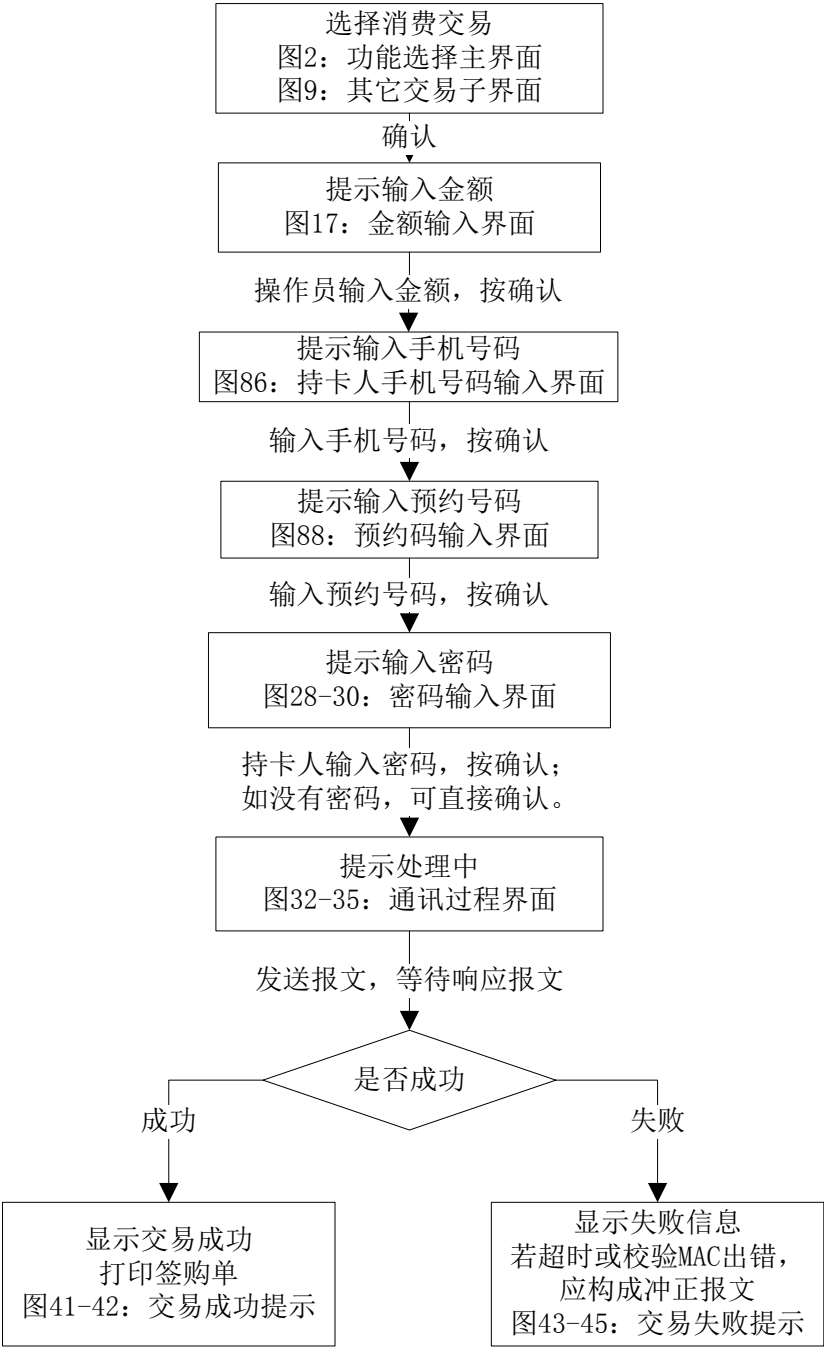 选择消费交易
图2：功能选择主界面
图9：其它交易子界面
确认
提示输入金额
图17：金额输入界面
操作员输入金额，按确认
提示输入手机号码
图86：持卡人手机号码输入界面
输入手机号码，按确认
提示输入预约号码
图88：预约码输入界面
输入预约号码，按确认
提示输入密码
图28-30：密码输入界面
持卡人输入密码，按确认；
如没有密码，可直接确认。
提示处理中
图32-35：通讯过程界面
发送报文，等待响应报文
是否成功
成功
失败
显示交易成功
打印签购单
图41-42：交易成功提示
显示失败信息
若超时或校验MAC出错，
应构成冲正报文
图43-45：交易失败提示